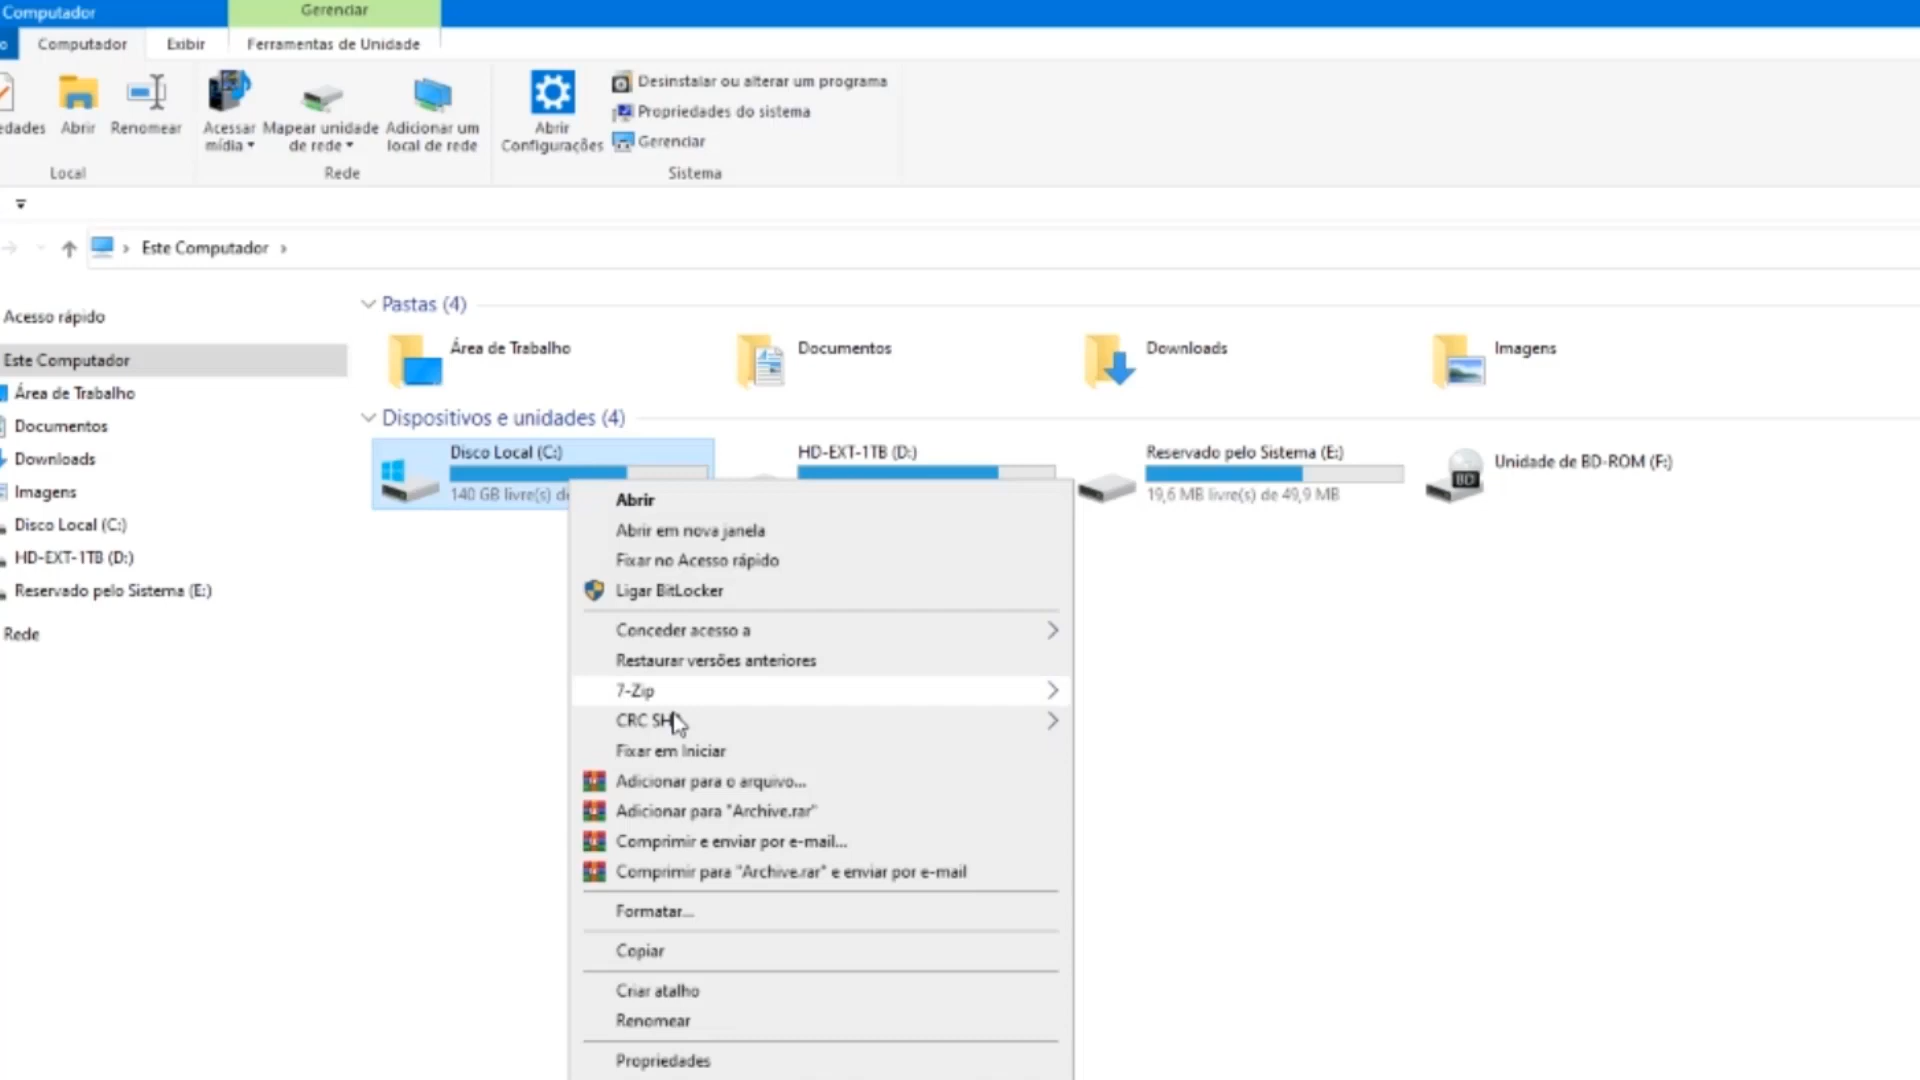 Computador
Gerenciar
o
Computador
Exibir
Ferramentas de Unidade
edades
Abrir
Renomear
Acessar
mídia
Mapear unidade
de rede
Adicionar um
local de rede
Abrir
Configurações
Desinstalar ou alterar um programa
Propriedades do sistema
Gerenciar
Local
Rede
Sistema
Este Computador
Acesso rápido
Este Computador
Área de Trabalho
Documentos
Downloads
Imagens
Disco Local (C:)
HD-EXT-1TB (D:)
Reservado pelo Sistema (E:)
Rede
Pastas (4)
Área de Trabalho
Documentos
Downloads
Imagens
Dispositivos e unidades (4)
Disco Local (C:)
140 GB livre(s) de
HD-EXT-1TB (D:)
Reservado pelo Sistema (E:)
19,6 MB livre(s) de 49,9 MB
Unidade de BD-ROM (F:)
BD
Abrir
Abrir em nova janela
Fixar no Acesso rápido
Ligar BitLocker
Conceder acesso a
Restaurar versões anteriores
7-Zip
CRC SH
Fixar em Iniciar
Adicionar para o arquivo...
Adicionar para "Archive.rar"
Comprimir e enviar por e-mail...
Comprimir para "Archive.rar" e enviar por e-mail
Formatar...
Copiar
Criar atalho
Renomear
Propriedades